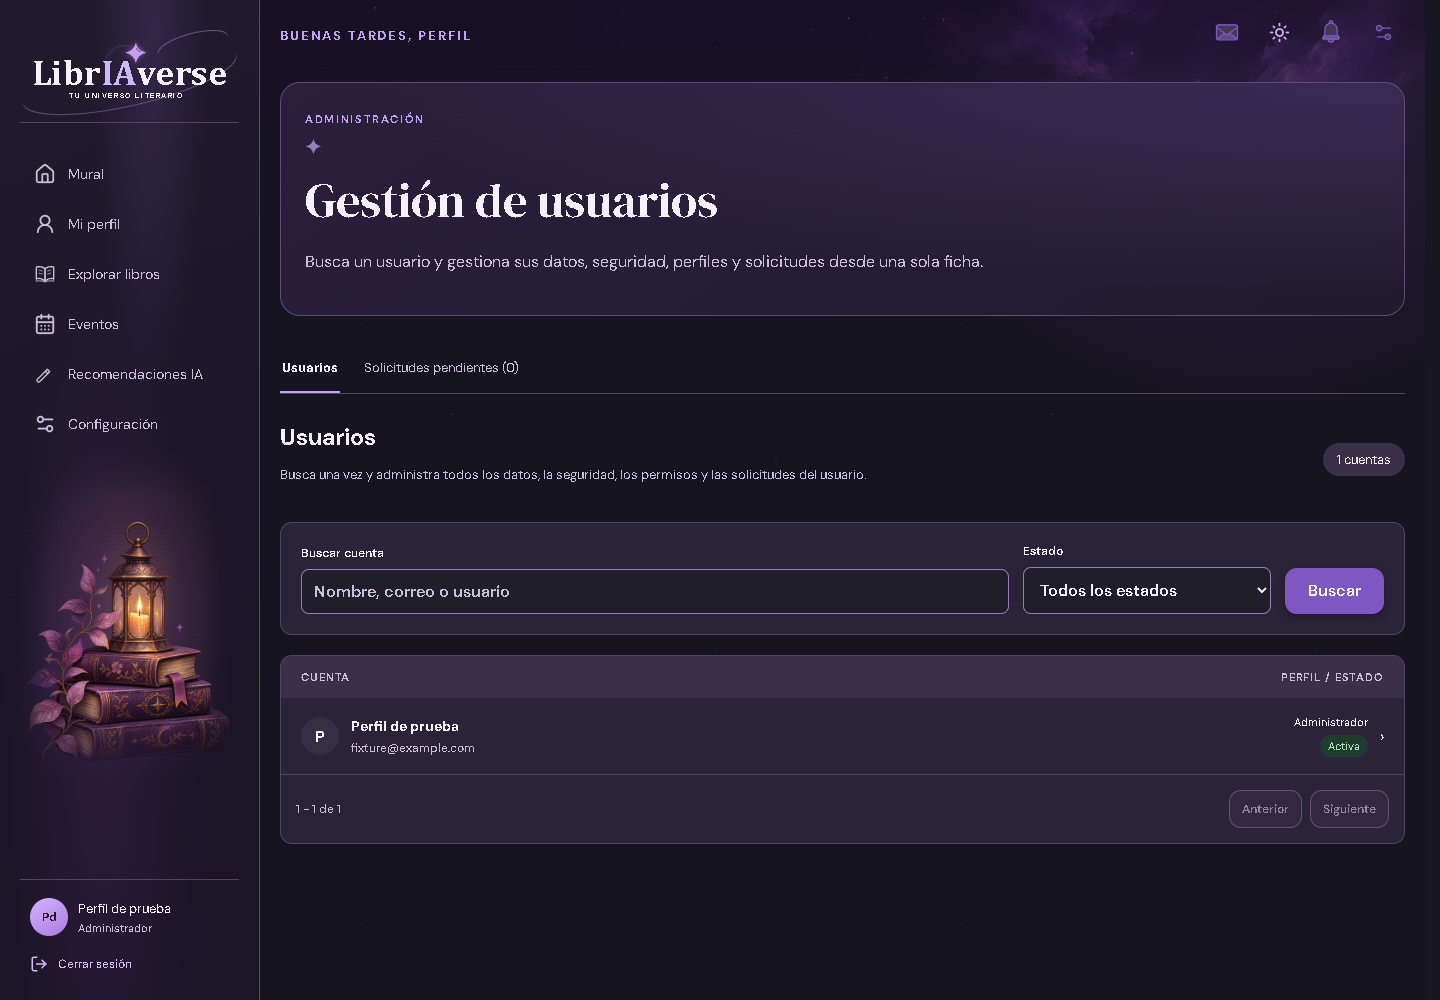 LibrIAverse
TU UNIVERSO LITERARIO
Mural
Mi perfil
Explorar libros
Eventos
Recomendaciones IA
Configuración
Pd
Perfil de prueba
Administrador
Cerrar sesión
BUENAS TARDES, PERFIL
ADMINISTRACIÓN
Gestión de usuarios
Busca un usuario y gestiona sus datos, seguridad, perfiles y solicitudes desde una sola ficha.
Usuarios
Solicitudes pendientes (0)
Usuarios
Busca una vez y administra todos los datos, la seguridad, los permisos y las solicitudes del usuario.
1 cuentas
Buscar cuenta
Nombre, correo o usuario
Estado
Todos los estados
Buscar
CUENTA
PERFIL / ESTADO
P
Perfil de prueba
fixture@example.com
Administrador
Activa
1–1 de 1
Anterior
Siguiente